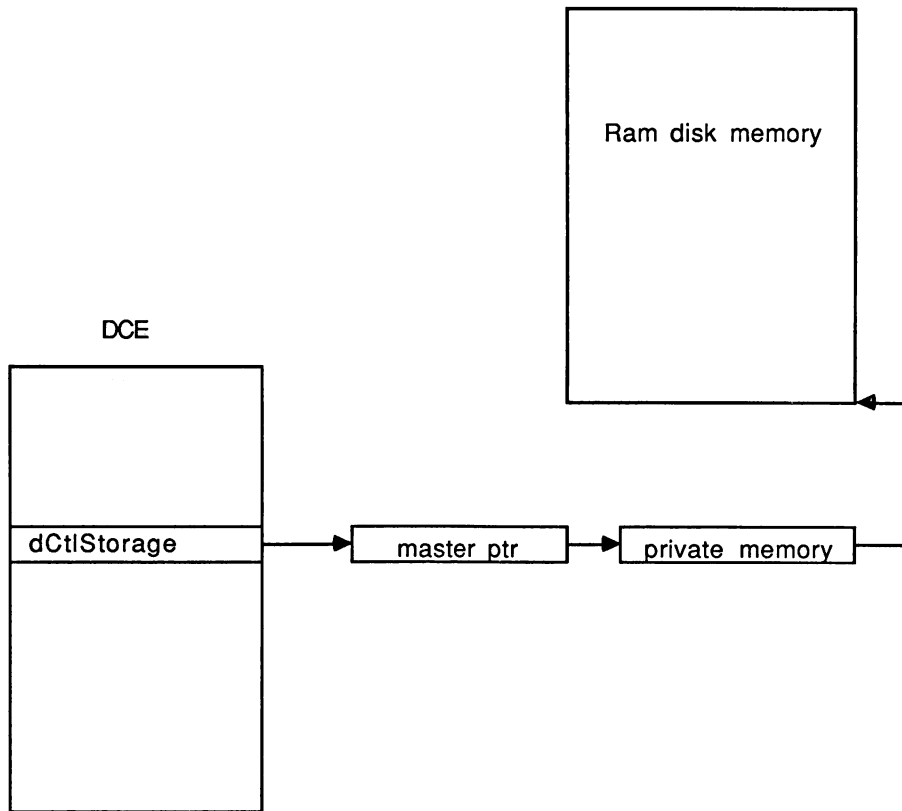 Ram disk memory
DCE
dCtlStorage
master ptr
private memory